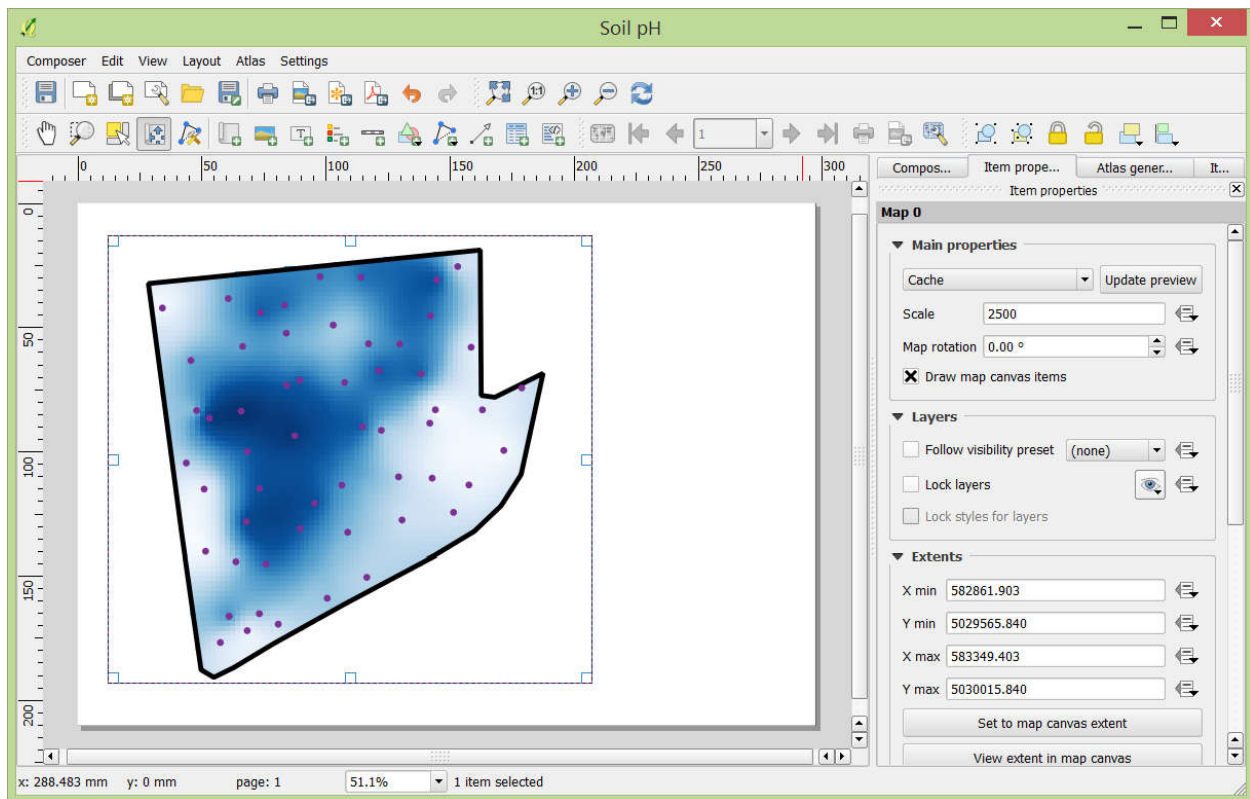 Soil pH
Composer Edit View Layout Atlas Settings
1:1
1
0 50 100 150 200 250 300
Compos... Item prope... Atlas gener... It...
Item properties
Map 0
Main properties
Cache Update preview
Scale 2500
Map rotation 0.00 °
Draw map canvas items
Layers
Follow visibility preset (none)
Lock layers
Lock styles for layers
Extents
X min 582861.903
Y min 5029565.840
X max 583349.403
Y max 5030015.840
Set to map canvas extent
View extent in map canvas
0
50
100
150
200
x: 288.483 mm y: 0 mm page: 1 51.1% 1 item selected